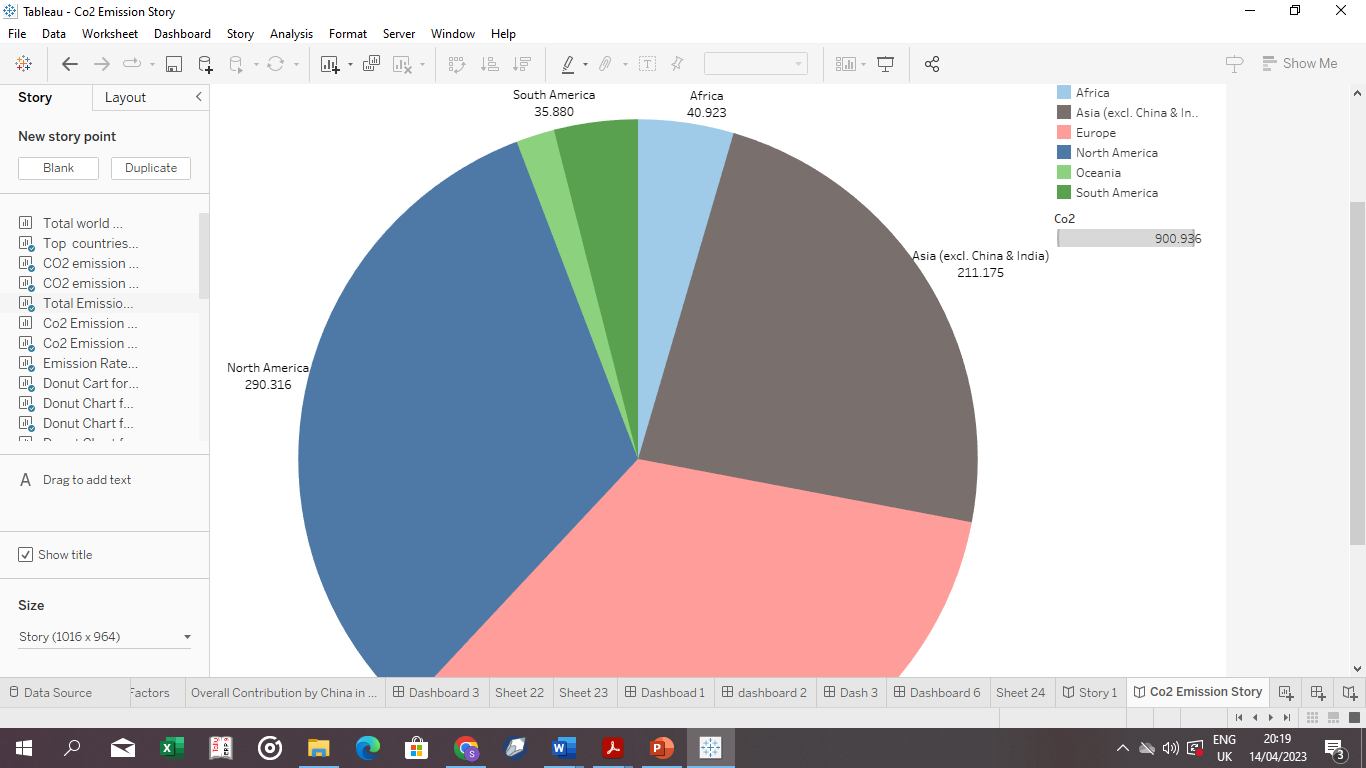 Tableau - Co2 Emission Story
File Data Worksheet Dashboard Story Analysis Format Server Window Help
Show Me
Story Layout
New story point
Blank Duplicate
Total world ...
Top countries...
CO2 emission ...
CO2 emission ...
Total Emissio...
Co2 Emission ...
Co2 Emission ...
Emission Rate...
Donut Cart for...
Donut Chart f...
Donut Chart f...
A Drag to add text
Show title
Size
Story (1016 x 964)
South America
35.880
Africa
40.923
Asia (excl. China & India)
211.175
North America
290.316
Africa
Asia (excl. China & In..
Europe
North America
Oceania
South America
Co2
900.936
Data Source Factors Overall Contribution by China in ... Dashboard 3 Sheet 22 Sheet 23 Dashboad 1 dashboard 2 Dash 3 Dashboard 6 Sheet 24 Story 1 Co2 Emission Story
ENG
UK
20:19
14/04/2023
3